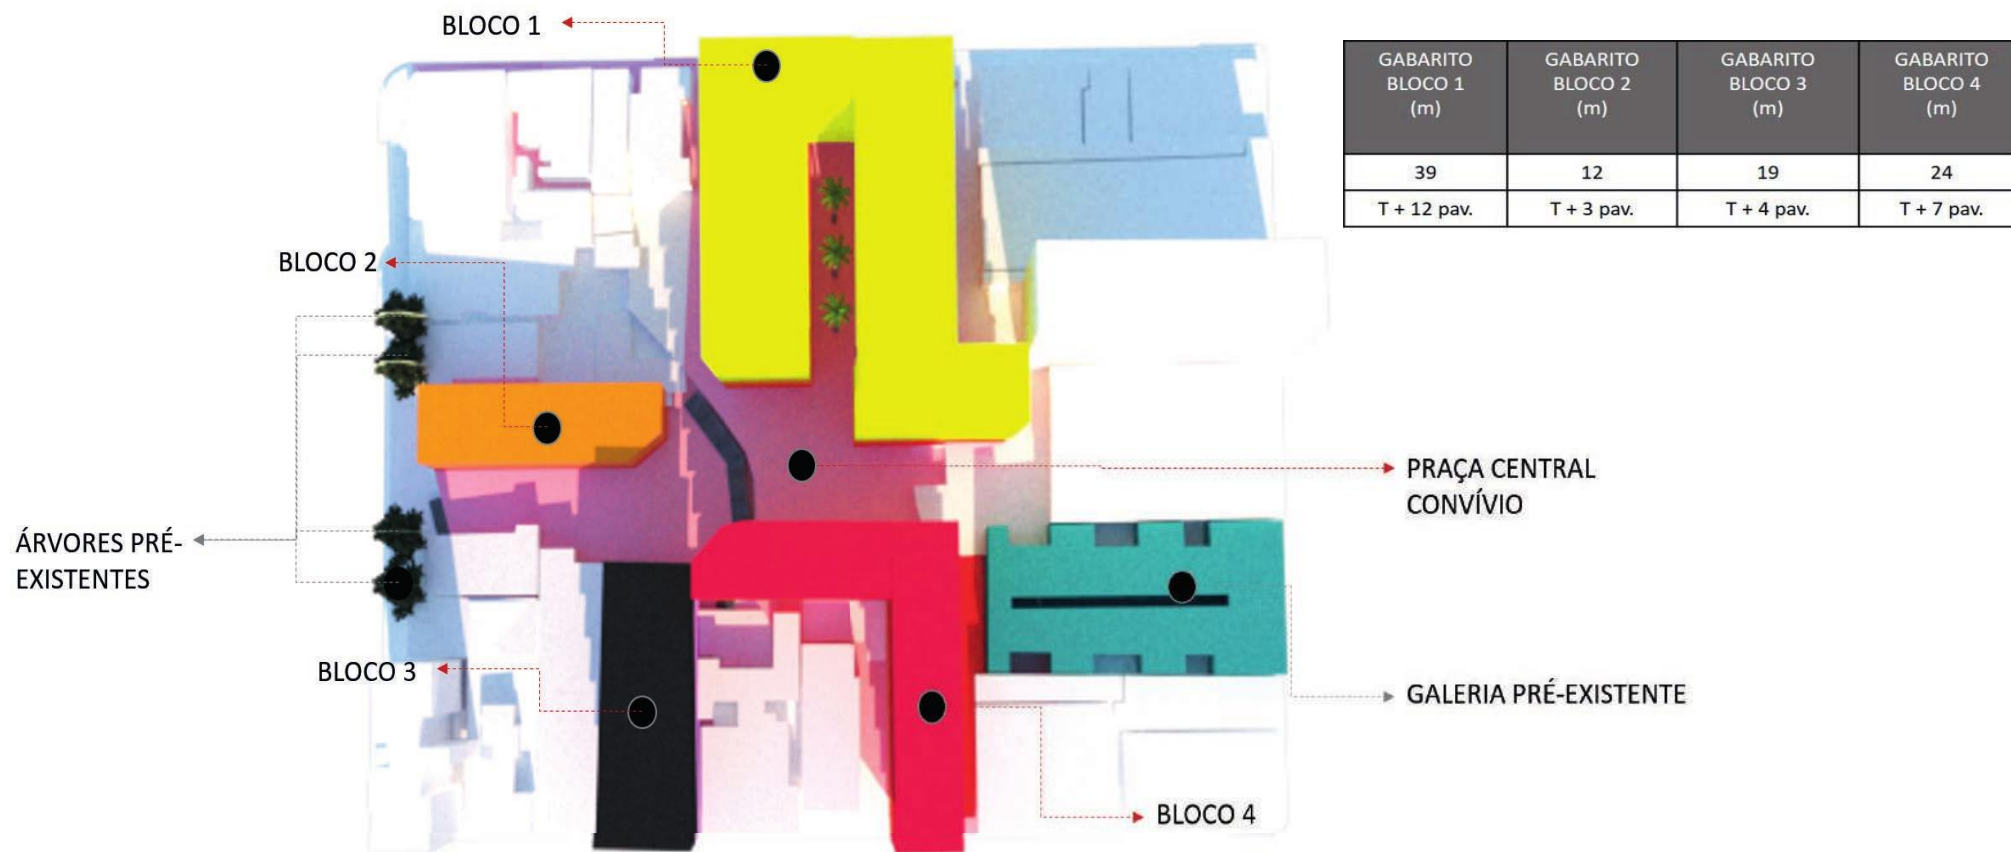 BLOCO 1
GABARITO
BLOCO 1
(m)
GABARITO
BLOCO 2
(m)
GABARITO
BLOCO 3
(m)
GABARITO
BLOCO 4
(m)
39
12
19
24
T + 12 pav.
T + 3 pav.
T + 4 pav.
T + 7 pav.
BLOCO 2
PRAÇA CENTRAL
CONVÍVIO
ÁRVORES PRÉ-
EXISTENTES
BLOCO 3
GALERIA PRÉ-EXISTENTE
BLOCO 4